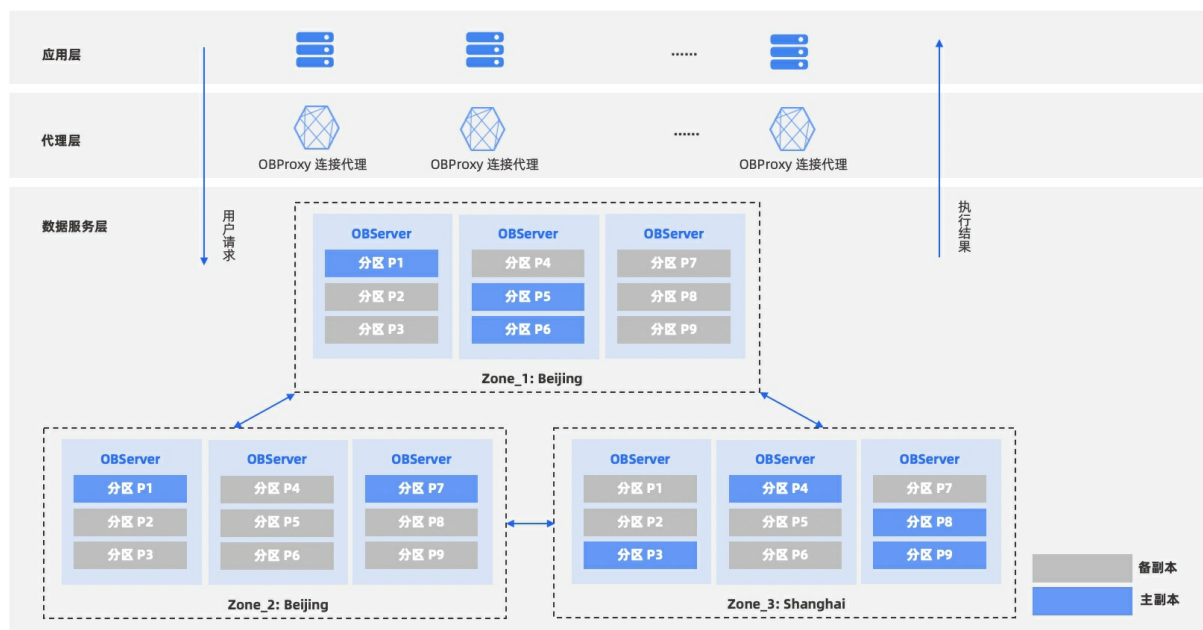 应用层
......
代理层
......
OBProxy 连接代理
OBProxy 连接代理
OBProxy 连接代理
数据服务层
用户请求
执行结果
OBServer
分区 P1
分区 P2
分区 P3
OBServer
分区 P4
分区 P5
分区 P6
OBServer
分区 P7
分区 P8
分区 P9
Zone_1: Beijing
OBServer
分区 P1
分区 P2
分区 P3
OBServer
分区 P4
分区 P5
分区 P6
OBServer
分区 P7
分区 P8
分区 P9
Zone_2: Beijing
OBServer
分区 P1
分区 P2
分区 P3
OBServer
分区 P4
分区 P5
分区 P6
OBServer
分区 P7
分区 P8
分区 P9
Zone_3: Shanghai
备副本
主副本